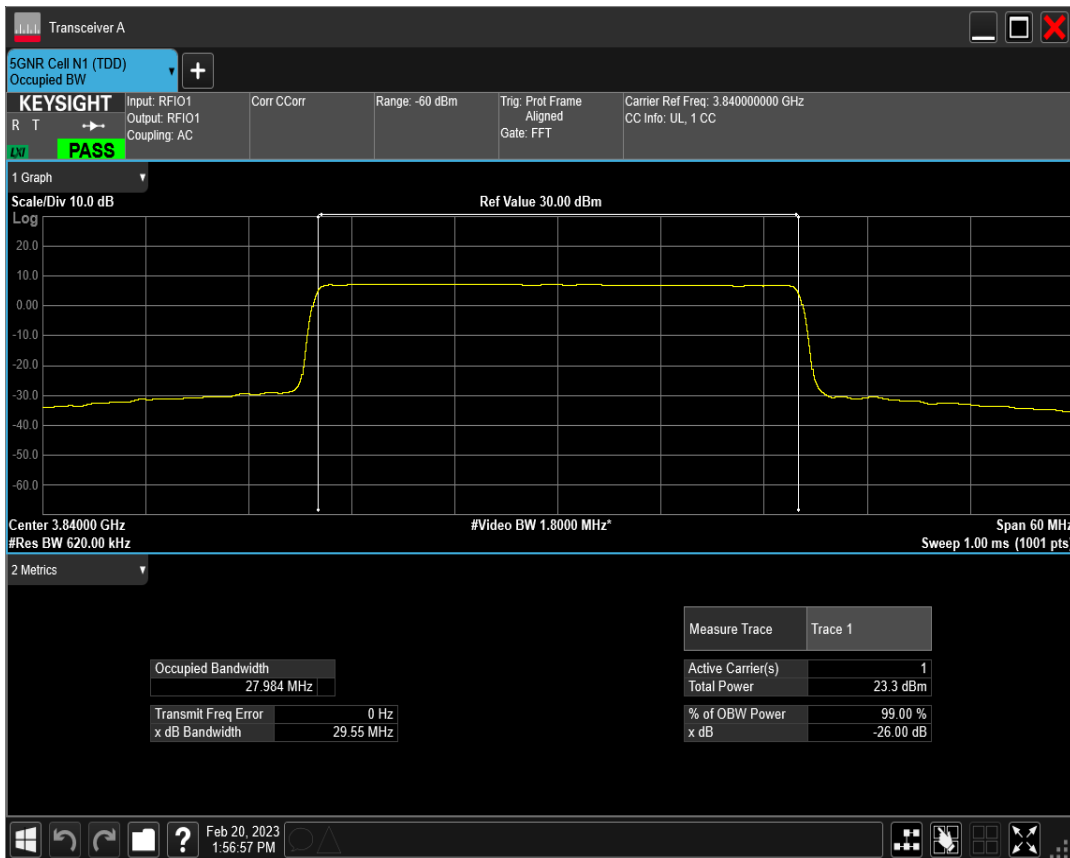 Transceiver A
5GNR Cell N1 (TDD)
Occupied BW
+
KEYSIGHT
R T
LXI
PASS
Input: RFIO1
Output: RFIO1
Coupling: AC
Corr CCorr
Range: -60 dBm
Trig: Prot Frame
Aligned
Gate: FFT
Carrier Ref Freq: 3.840000000 GHz
CC Info: UL, 1 CC
1 Graph
Scale/Div 10.0 dB
Ref Value 30.00 dBm
Log
20.0
10.0
0.00
-10.0
-20.0
-30.0
-40.0
-50.0
-60.0
Center 3.84000 GHz
#Video BW 1.8000 MHz*
Span 60 MHz
#Res BW 620.00 kHz
Sweep 1.00 ms (1001 pts)
2 Metrics
Measure Trace Trace 1
Occupied Bandwidth
27.984 MHz
Active Carrier(s) 1
Total Power 23.3 dBm
Transmit Freq Error 0 Hz
x dB Bandwidth 29.55 MHz
% of OBW Power 99.00 %
x dB -26.00 dB
?
Feb 20, 2023
1:56:57 PM